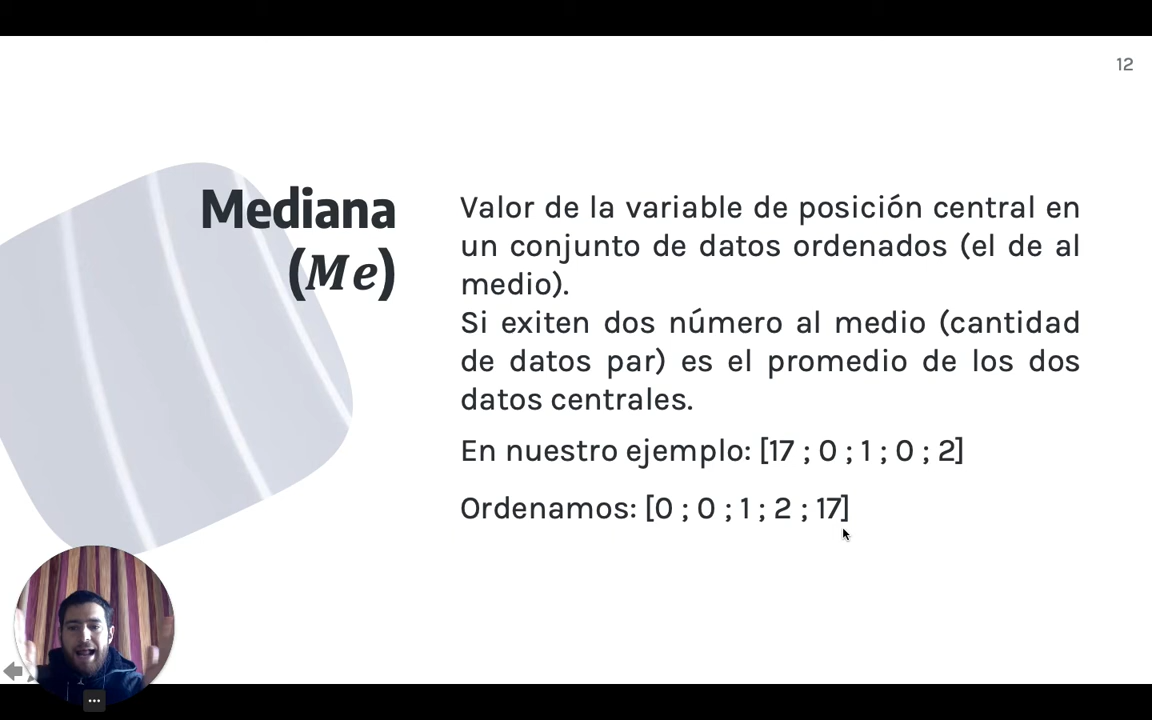 12
Mediana
(Me)
Valor de la variable de posición central en
un conjunto de datos ordenados (el de al
medio).
Si exiten dos número al medio (cantidad
de datos par) es el promedio de los dos
datos centrales.
En nuestro ejemplo: [17 ; 0 ; 1 ; 0 ; 2]
Ordenamos: [0 ; 0 ; 1 ; 2 ; 17]